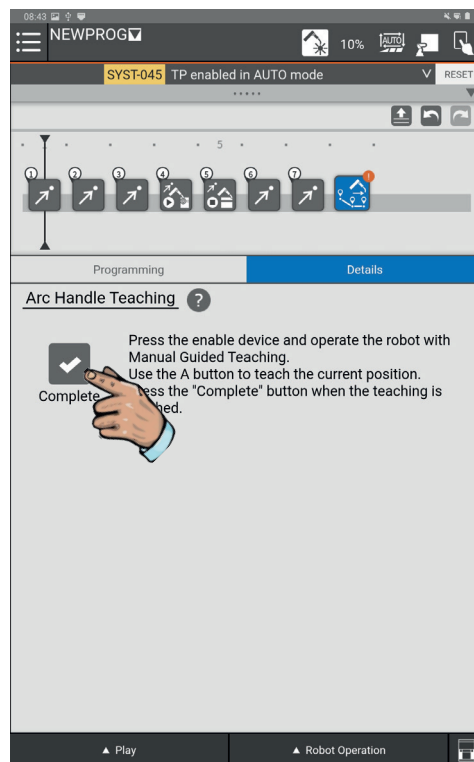 08:43
NEWPROG
10%
AUTO
SYST-045 TP enabled in AUTO mode
RESET
5
1 2 3 4 5 6 7 !
Programming Details
Arc Handle Teaching ?
Press the enable device and operate the robot with
Manual Guided Teaching.
Use the A button to teach the current position.
the "Complete" button when the teaching is
Complete
▲ Play ▲ Robot Operation